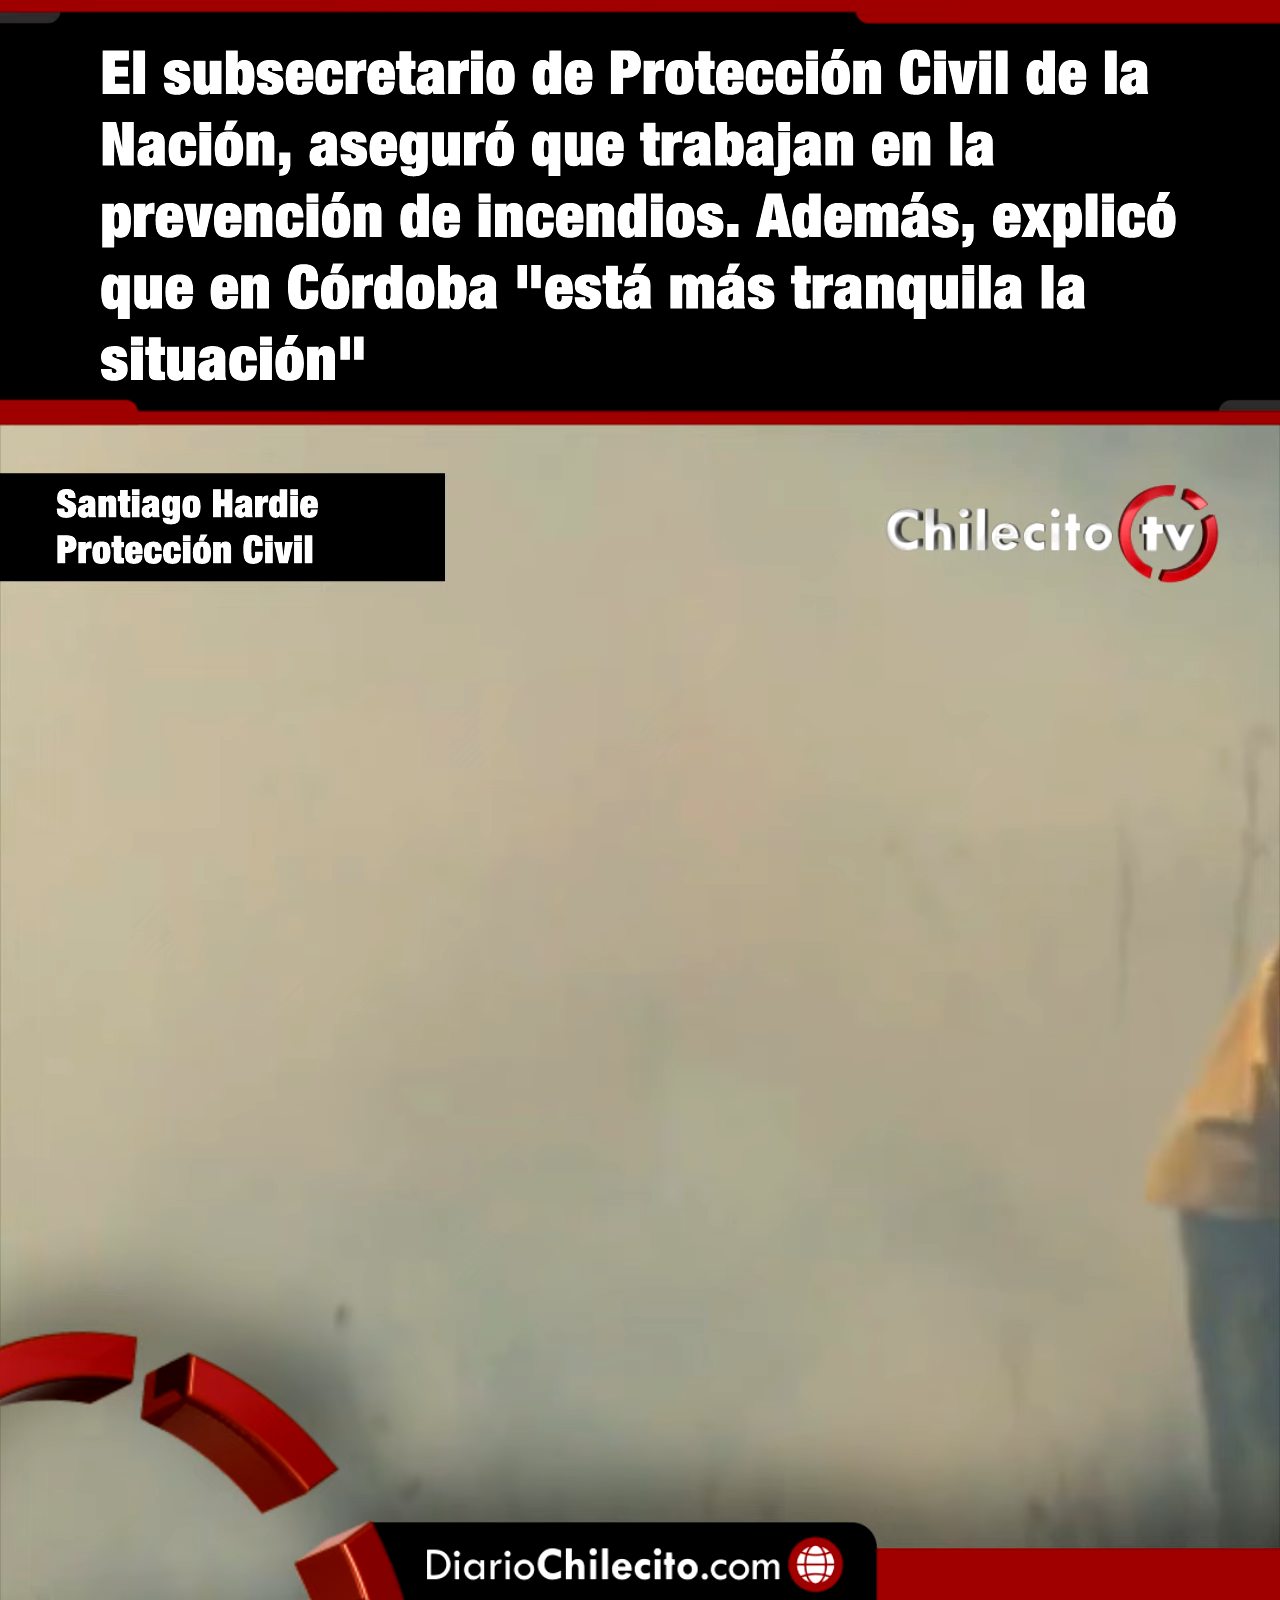 El subsecretario de Protección Civil de la
Nación, aseguró que trabajan en la
prevención de incendios. Además, explicó
que en Córdoba "está más tranquila la
situación"
Santiago Hardie
Protección Civil
Chilecito tv
DiarioChilecito.com